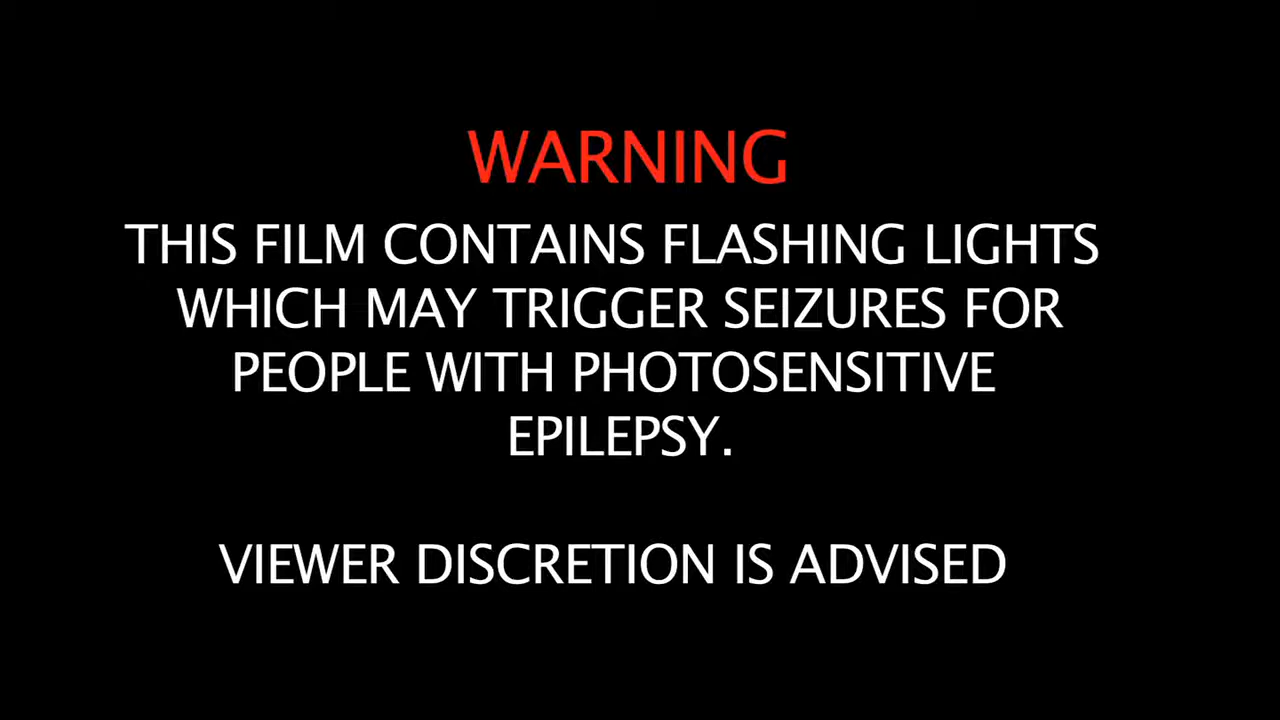 WARNING
THIS FILM CONTAINS FLASHING LIGHTS
WHICH MAY TRIGGER SEIZURES FOR
PEOPLE WITH PHOTOSENSITIVE
EPILEPSY.
VIEWER DISCRETION IS ADVISED